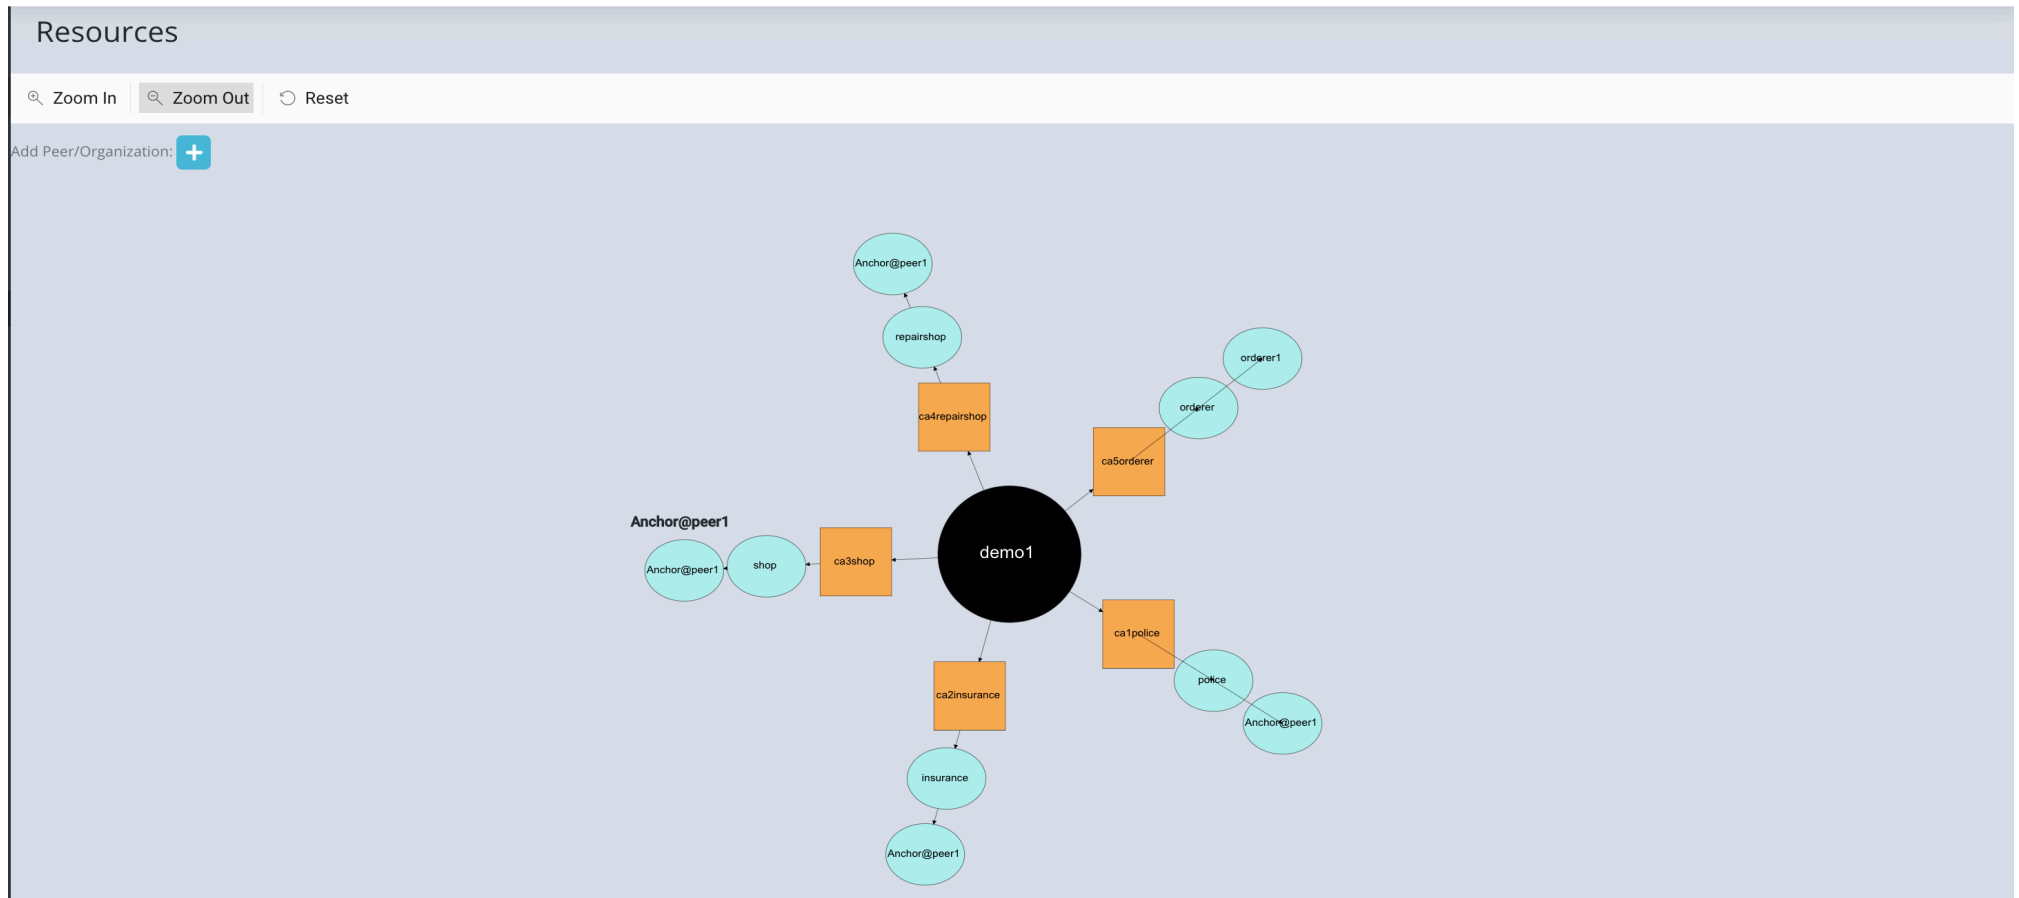 Resources
Zoom In
Zoom Out
Reset
Add Peer/Organization:
Anchor@peer1
repairshop
orderer1
orderer
ca4repairshop
ca5orderer
Anchor@peer1
demo1
ca3shop
shop
Anchor@peer1
ca1police
police
ca2insurance
Anchor@peer1
insurance
Anchor@peer1